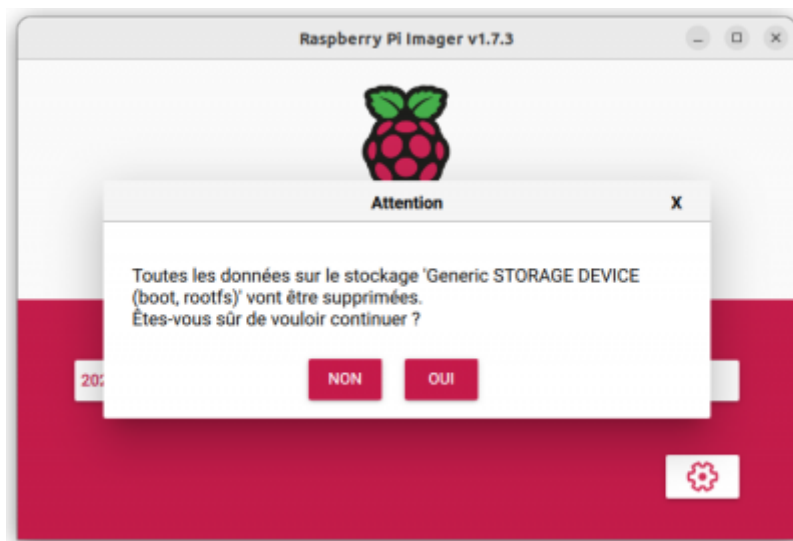 Raspberry Pi Imager v1.7.3
Attention
X
Toutes les données sur le stockage 'Generic STORAGE DEVICE
(boot, rootfs)' vont être supprimées.
Êtes-vous sûr de vouloir continuer ?
202
NON
OUI